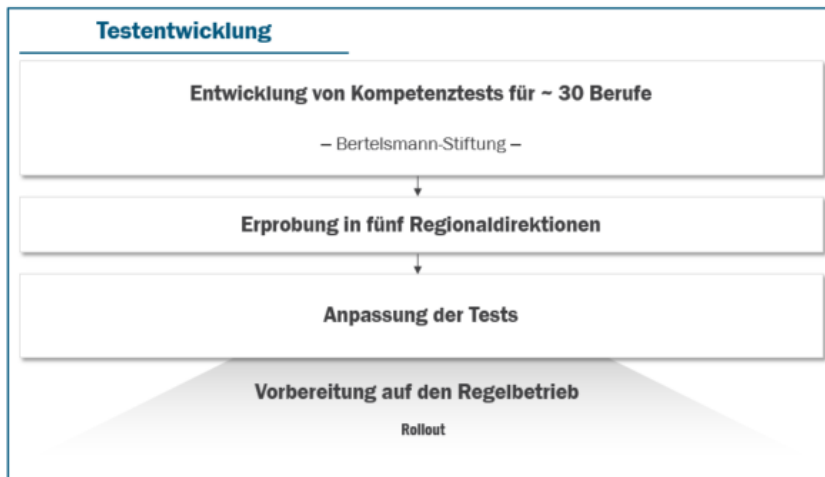 Testentwicklung
Entwicklung von Kompetenztests für ~ 30 Berufe
– Bertelsmann-Stiftung –
Erprobung in fünf Regionaldirektionen
Anpassung der Tests
Vorbereitung auf den Regelbetrieb
Rollout